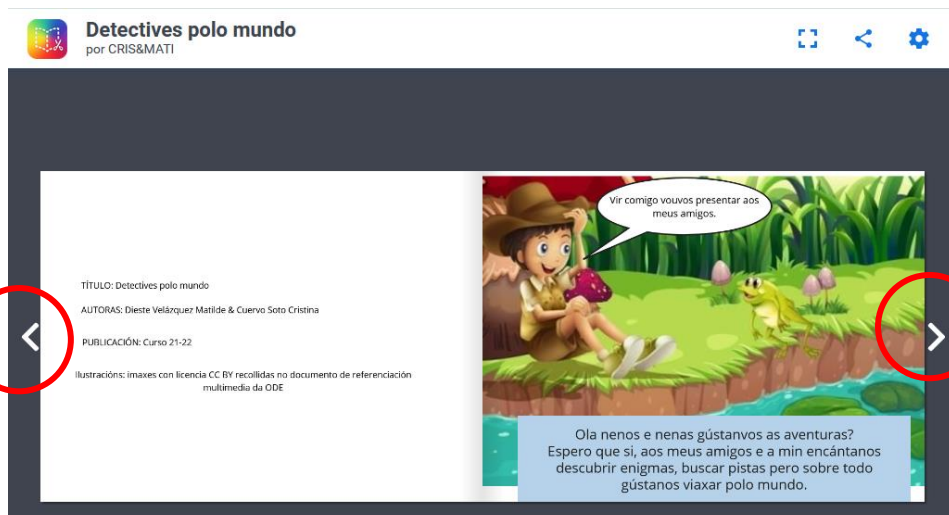 Detectives polo mundo
por CRIS&MATI
TÍTULO: Detectives polo mundo
AUTORAS: Dieste Velázquez Matilde & Cuervo Soto Cristina
PUBLICACIÓN: Curso 21-22
Ilustracións: imaxes con licencia CC BY recollidas no documento de referenciación
multimedia da ODE
Vir comigo vouvos presentar aos
meus amigos.
Ola nenos e nenas gústanvos as aventuras?
Espero que si, aos meus amigos e a min encántanos
descubrir enigmas, buscar pistas pero sobre todo
gústanos viaxar polo mundo.